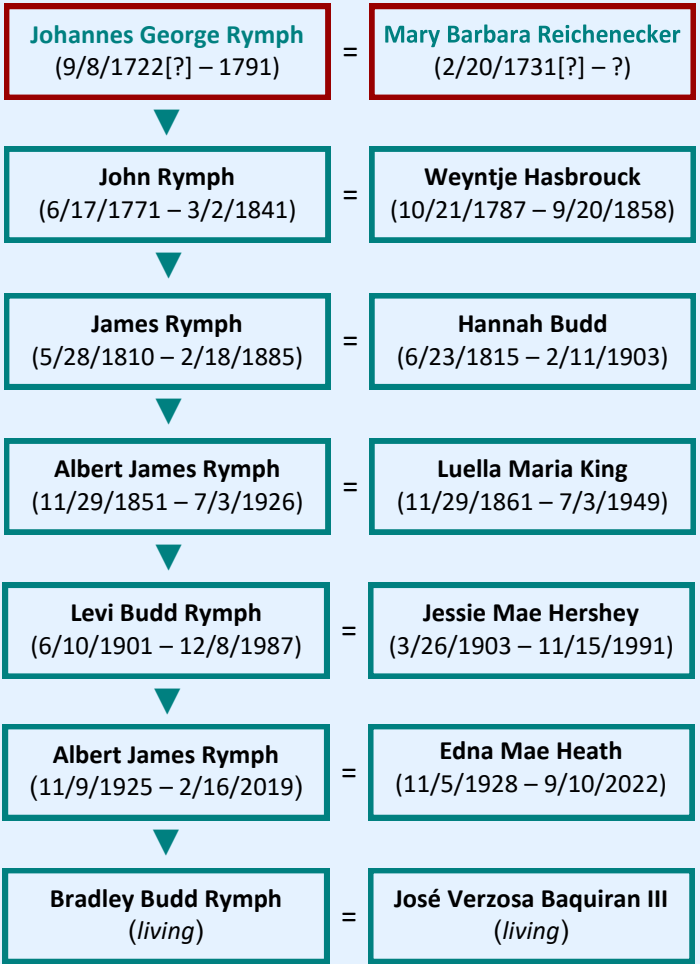 Johannes George Rymph = Mary Barbara Reichenecker
(9/8/1722[?] – 1791) (2/20/1731[?] – ?)
John Rymph = Weyntje Hasbrouck
(6/17/1771 – 3/2/1841) (10/21/1787 – 9/20/1858)
James Rymph = Hannah Budd
(5/28/1810 – 2/18/1885) (6/23/1815 – 2/11/1903)
Albert James Rymph = Luella Maria King
(11/29/1851 – 7/3/1926) (11/29/1861 – 7/3/1949)
Levi Budd Rymph = Jessie Mae Hershey
(6/10/1901 – 12/8/1987) (3/26/1903 – 11/15/1991)
Albert James Rymph = Edna Mae Heath
(11/9/1925 – 2/16/2019) (11/5/1928 – 9/10/2022)
Bradley Budd Rymph = José Verzosa Baquiran III
(living) (living)